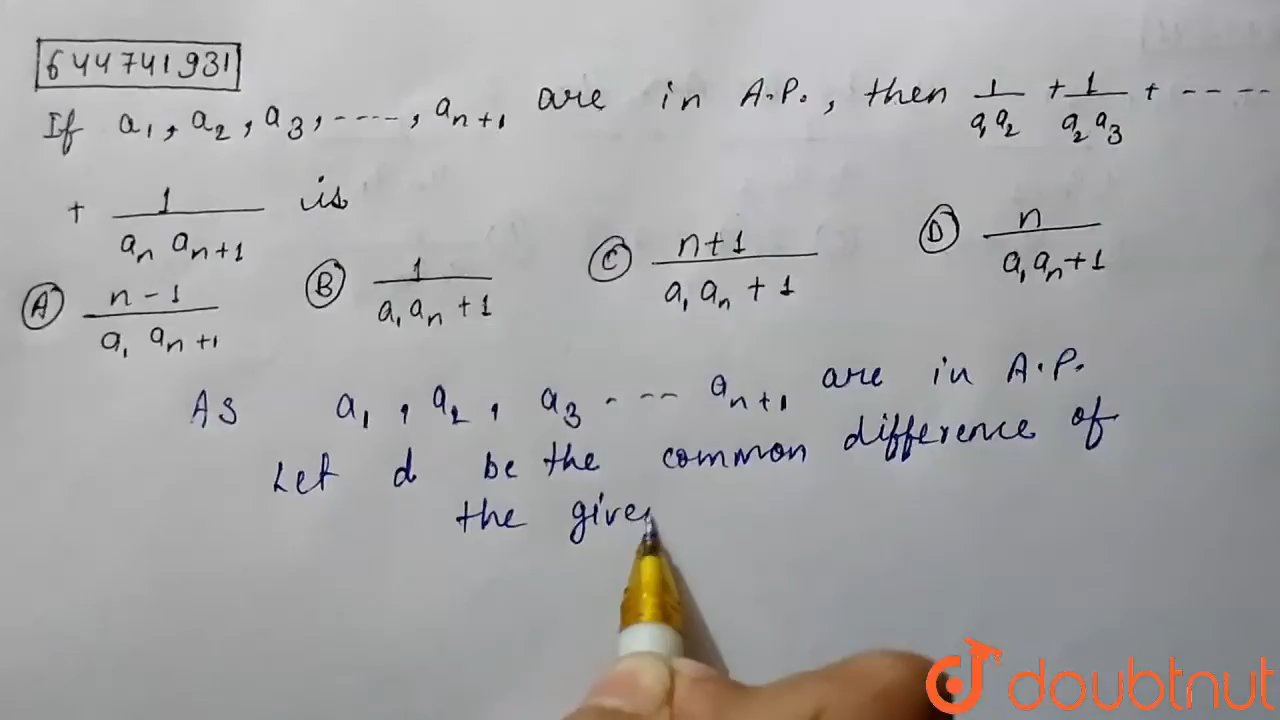 644741931
If a₁, a₂, a₃, ----, aₙ₊₁ are in A.P., then 1/(a₁a₂) + 1/(a₂a₃) + ----
+ 1/(aₙ aₙ₊₁) is
(A) (n-1)/(a₁ aₙ₊₁) (B) 1/(a₁aₙ+1) (C) (n+1)/(a₁aₙ+1) (D) n/(a₁aₙ+1)
As a₁, a₂, a₃ ---- aₙ₊₁ are in A.P.
Let d be the common difference of
the given
doubtnut